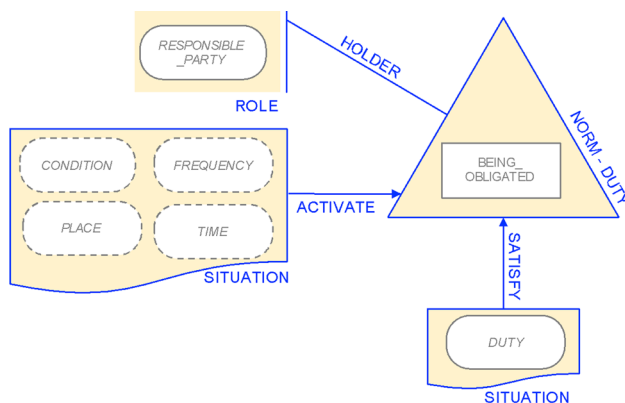 RESPONSIBLE
_PARTY
ROLE
HOLDER
NORM - DUTY
BEING_
OBLIGATED
CONDITION
FREQUENCY
PLACE
TIME
SITUATION
ACTIVATE
SATISFY
DUTY
SITUATION